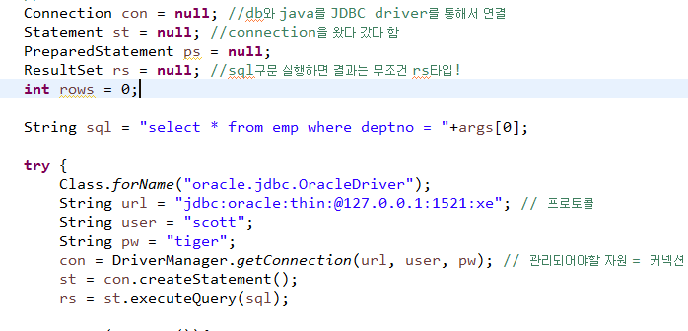 Connection con = null; //db와 java를 JDBC driver를 통해서 연결
Statement st = null; //connection을 왔다 갔다 함
PreparedStatement ps = null;
ResultSet rs = null; //sql구문 실행하면 결과는 무조건 rs타입!
int rows = 0;
String sql = "select * from emp where deptno = "+args[0];
try {
Class.forName("oracle.jdbc.OracleDriver");
String url = "jdbc:oracle:thin:@127.0.0.1:1521:xe"; // 프로토콜
String user = "scott";
String pw = "tiger";
con = DriverManager.getConnection(url, user, pw); // 관리되어야할 자원 = 커넥션
st = con.createStatement();
rs = st.executeQuery(sql);